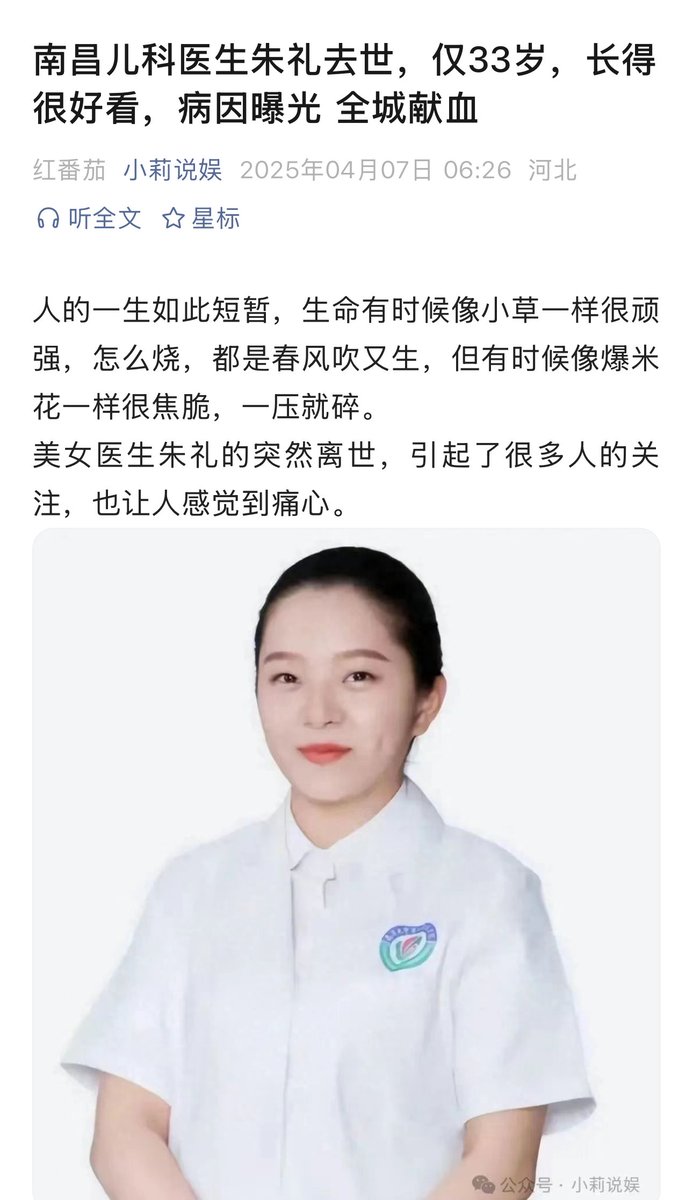 南昌儿科医生朱礼去世，仅33岁，长得
很好看，病因曝光 全城献血
红番茄 小莉说娱 2025年04月07日 06:26 河北
听全文 星标
人的一生如此短暂，生命有时候像小草一样很顽
强，怎么烧，都是春风吹又生，但有时候像爆米
花一样很焦脆，一压就碎。
美女医生朱礼的突然离世，引起了很多人的关
注，也让人感觉到痛心。
公众号 · 小莉说娱